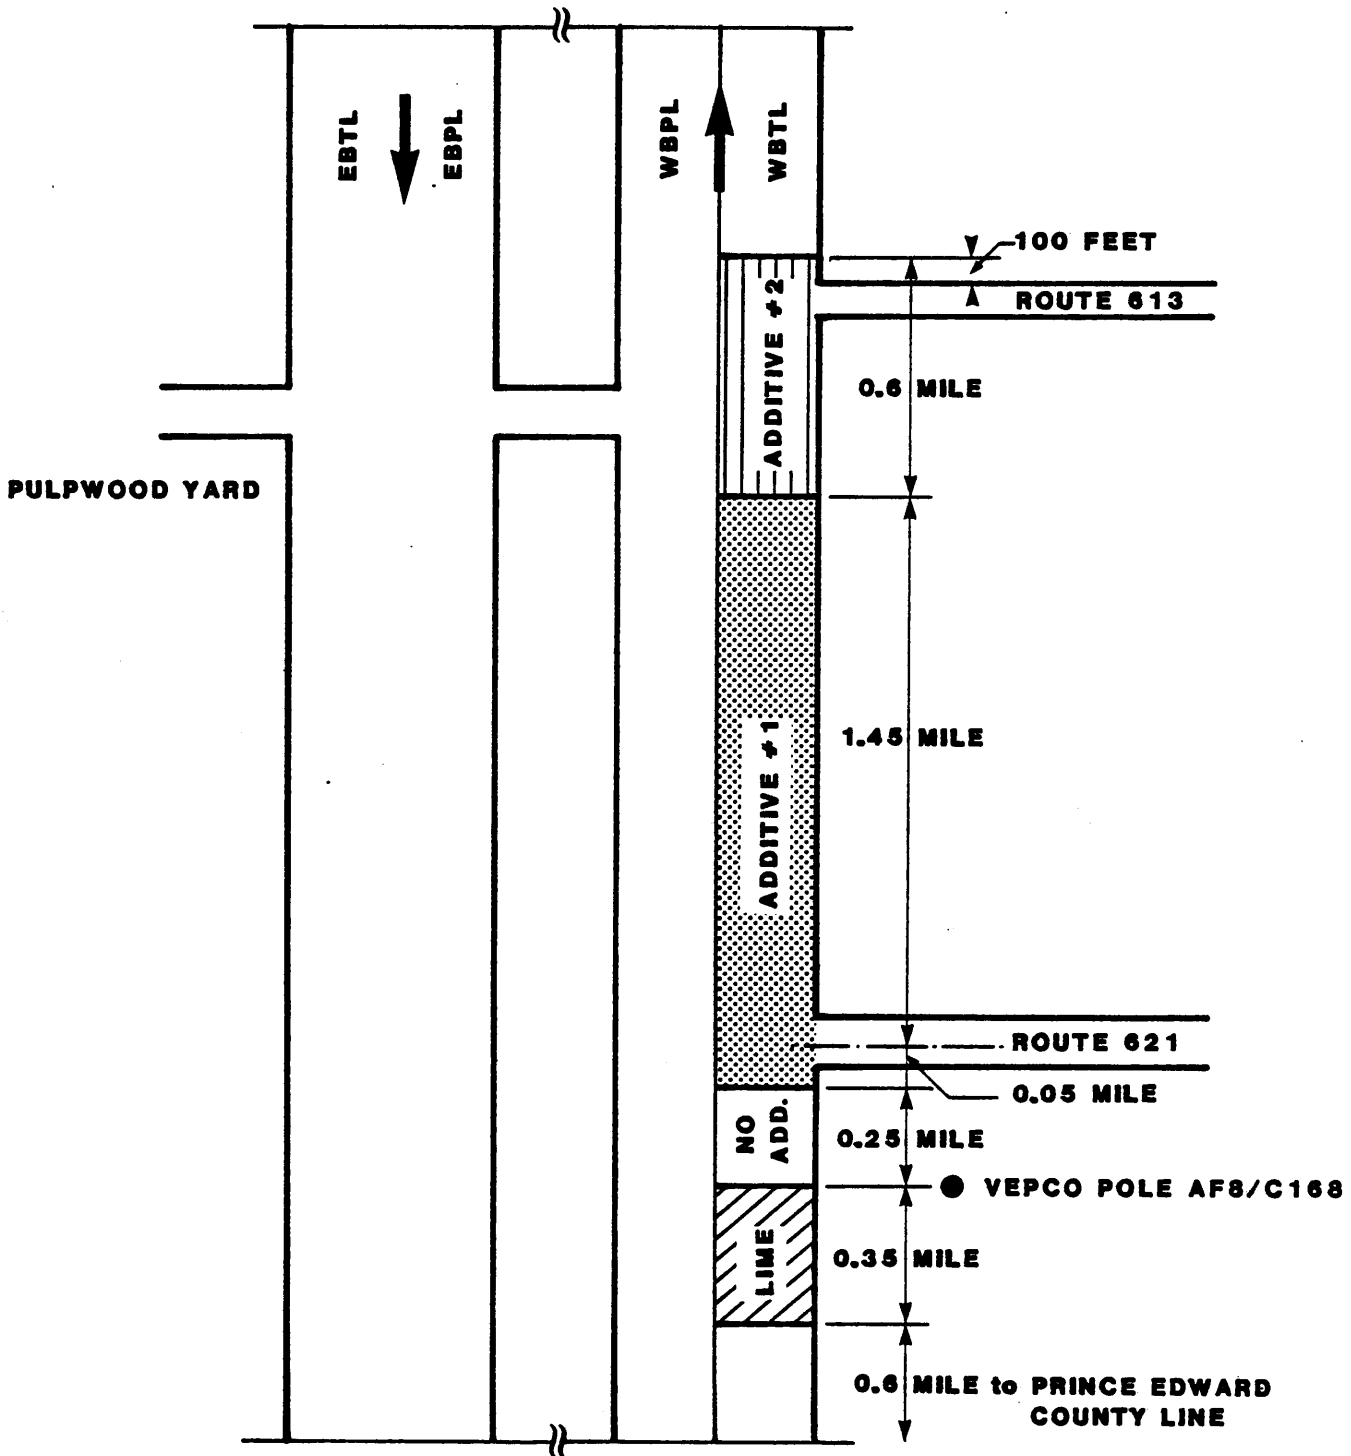 EBTL
EBPL
WBPL
WBTL
100 FEET
ROUTE 613
ADDITIVE #2
0.6 MILE
PULPWOOD YARD
ADDITIVE #1
1.45 MILE
ROUTE 621
0.05 MILE
NO
ADD.
0.25 MILE
VEPCO POLE AF8/C168
LIME
0.35 MILE
0.6 MILE to PRINCE EDWARD
COUNTY LINE